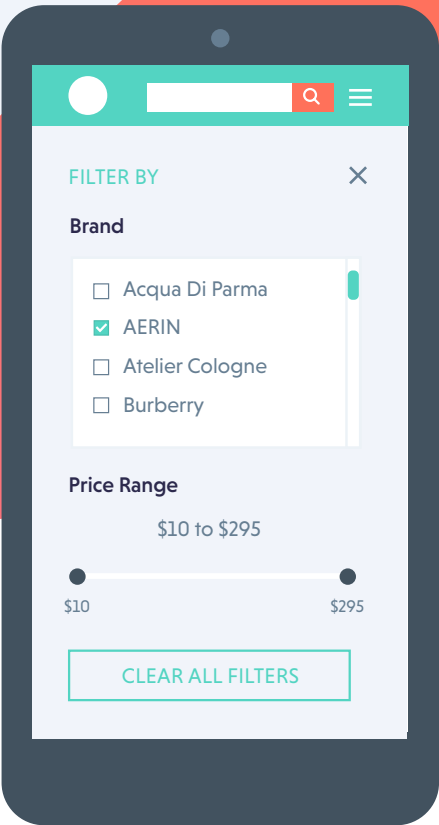 FILTER BY
Brand
Acqua Di Parma
AERIN
Atelier Cologne
Burberry
Price Range
$10 to $295
$10 $295
CLEAR ALL FILTERS